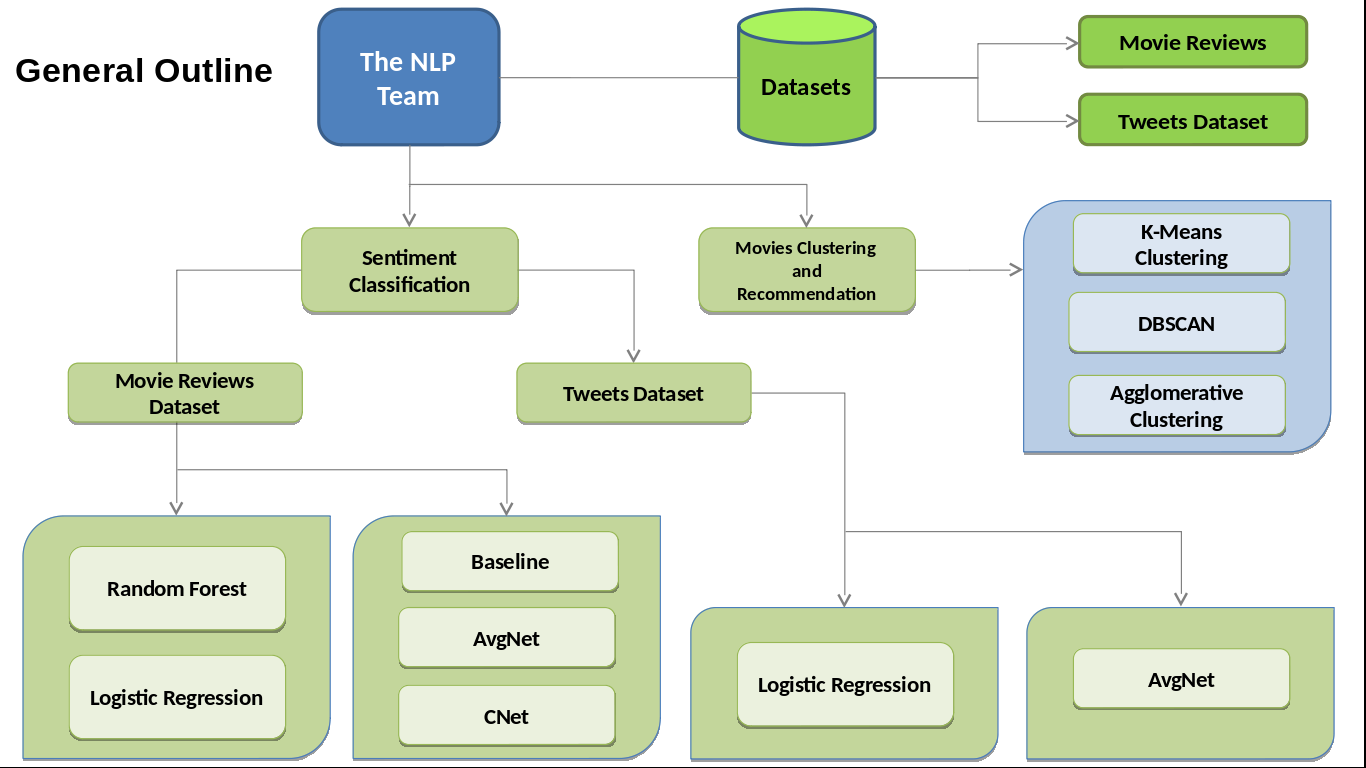 General Outline
The NLP
Team
Datasets
Movie Reviews
Tweets Dataset
Sentiment
Classification
Movies Clustering
and
Recommendation
K-Means
Clustering
DBSCAN
Agglomerative
Clustering
Movie Reviews
Dataset
Tweets Dataset
Random Forest
Logistic Regression
Baseline
AvgNet
CNet
Logistic Regression
AvgNet